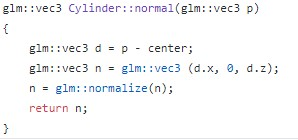 glm::vec3 Cylinder::normal(glm::vec3 p)
{
    glm::vec3 d = p - center;
    glm::vec3 n = glm::vec3 (d.x, 0, d.z);
    n = glm::normalize(n);
    return n;
}